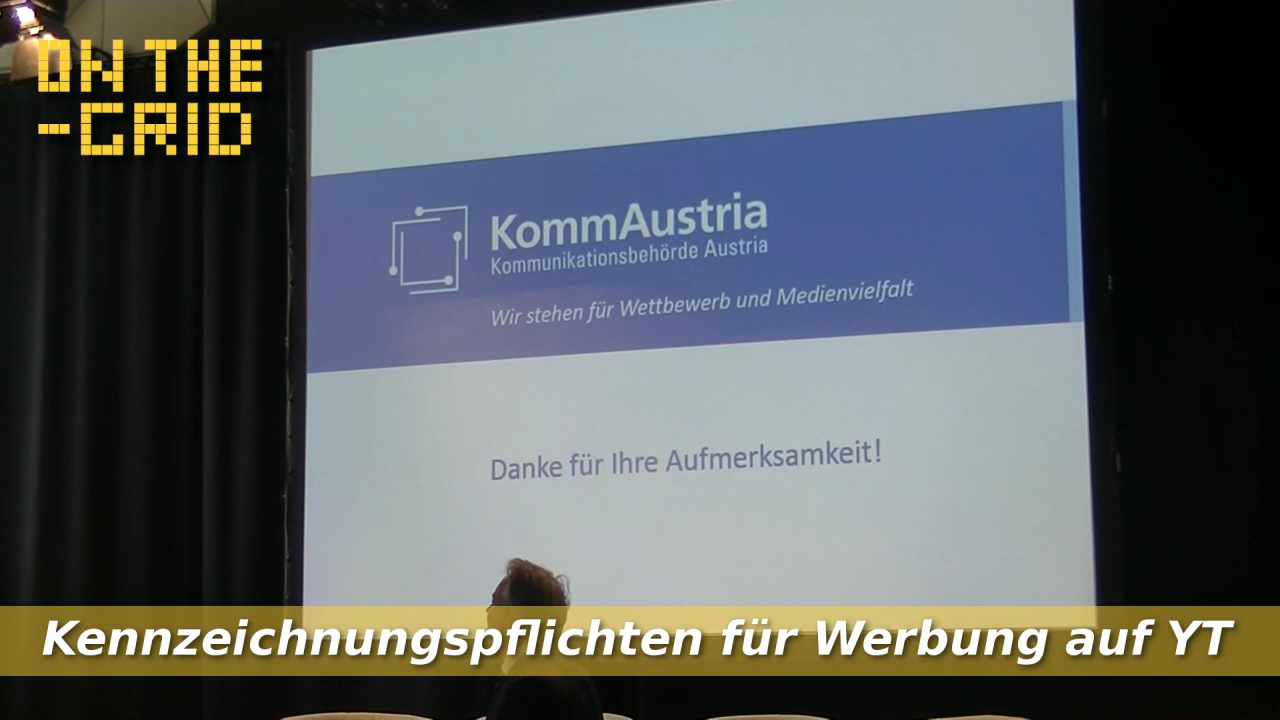 ON THE
-GRID
KommAustria
Kommunikationsbehörde Austria
Wir stehen für Wettbewerb und Medienvielfalt
Danke für Ihre Aufmerksamkeit!
Kennzeichnungspflichten für Werbung auf YT